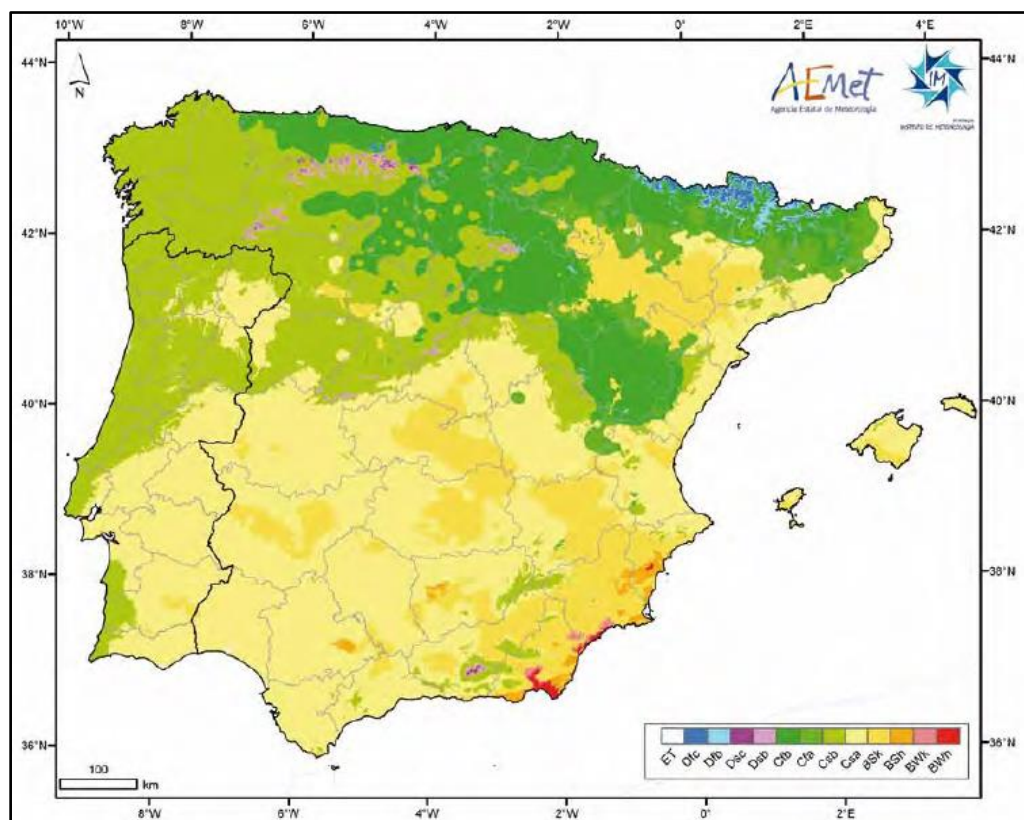 10°W 8°W 6°W 4°W 2°W 0° 2°E 4°E
44°N 44°N
N
AEmet
Agencia Estatal de Meteorología
IM
INSTITUTO DE METEOROLOGIA
42°N 42°N
40°N 40°N
38°N 38°N
36°N 36°N
ET Dfc Dfb Dsc Dsb Cfb Cfa Csb Csa BSk BSh BWk BWh
100
km
8°W 6°W 4°W 2°W 0° 2°E